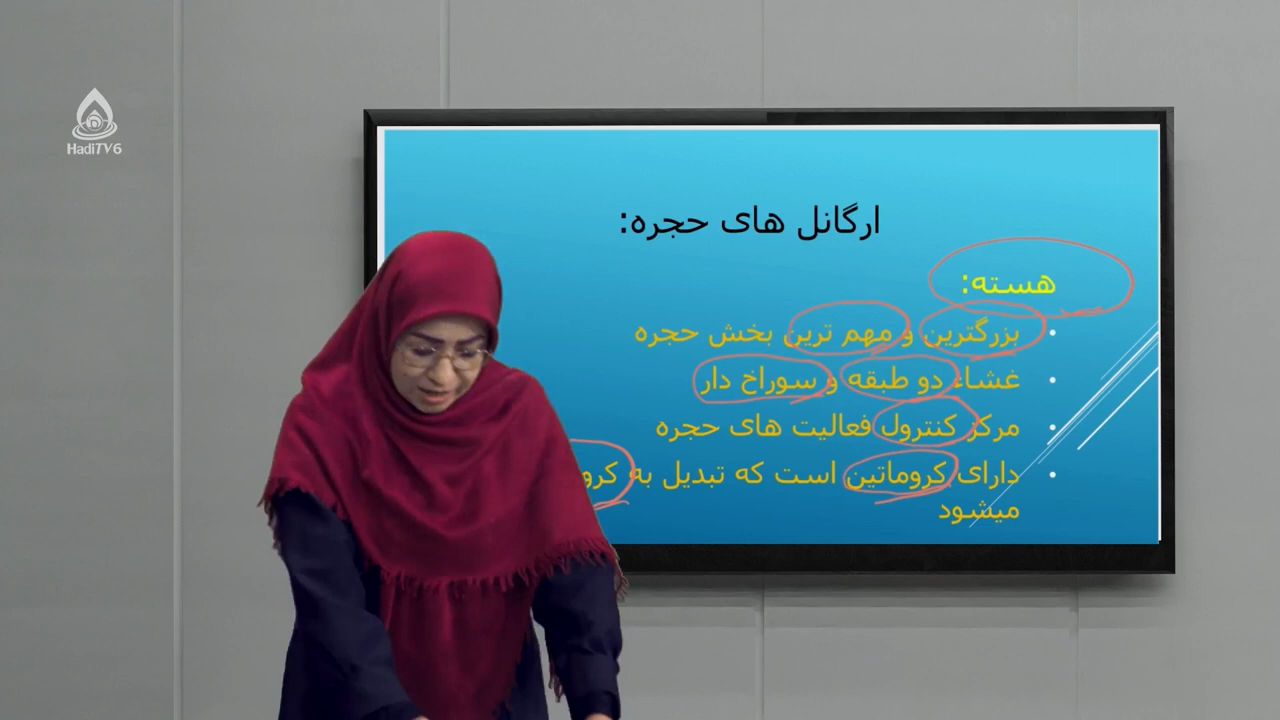 HadiTV6
ارگانل های حجره:
هسته:
• بزرگترین و مهم ترین بخش حجره
• غشاء دو طبقه و سوراخ دار
• مرکز کنترول فعالیت های حجره
• دارای کروماتین است که تبدیل به
میشود